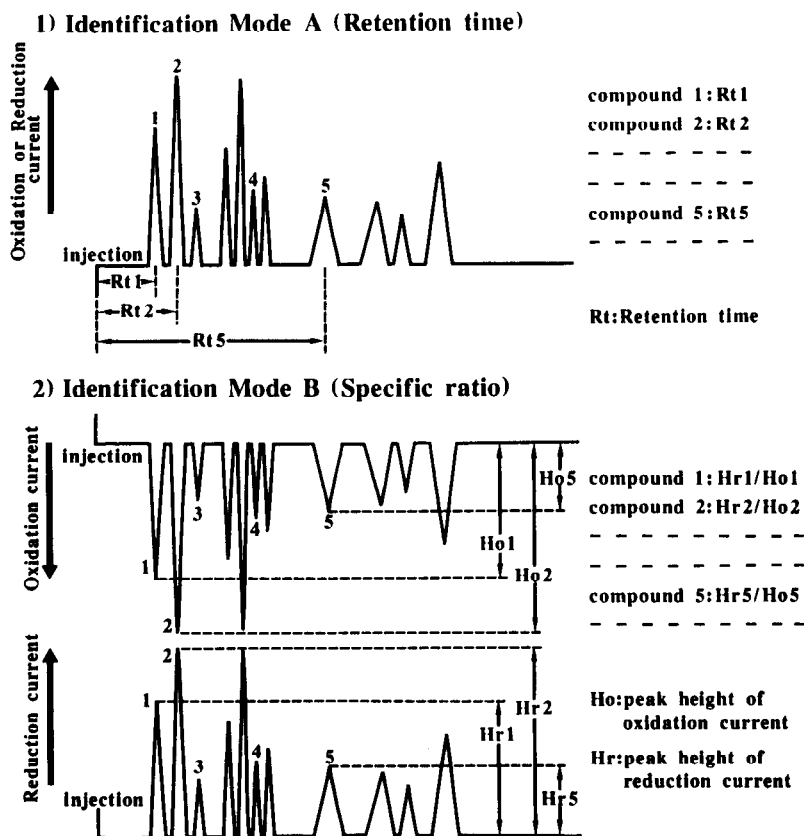 1) Identification Mode A (Retention time)
Oxidation or Reduction
current
1
2
3
4
5
injection
Rt1
Rt2
Rt5
compound 1:Rt1
compound 2:Rt2
compound 5:Rt5
Rt:Retention time
2) Identification Mode B (Specific ratio)
Oxidation current
injection
1
2
3
4
5
Ho5
Ho1
Ho2
compound 1:Hr1/Ho1
compound 2:Hr2/Ho2
compound 5:Hr5/Ho5
Reduction current
injection
1
2
3
4
5
Hr2
Hr1
Hr5
Ho:peak height of
oxidation current
Hr:peak height of
reduction current